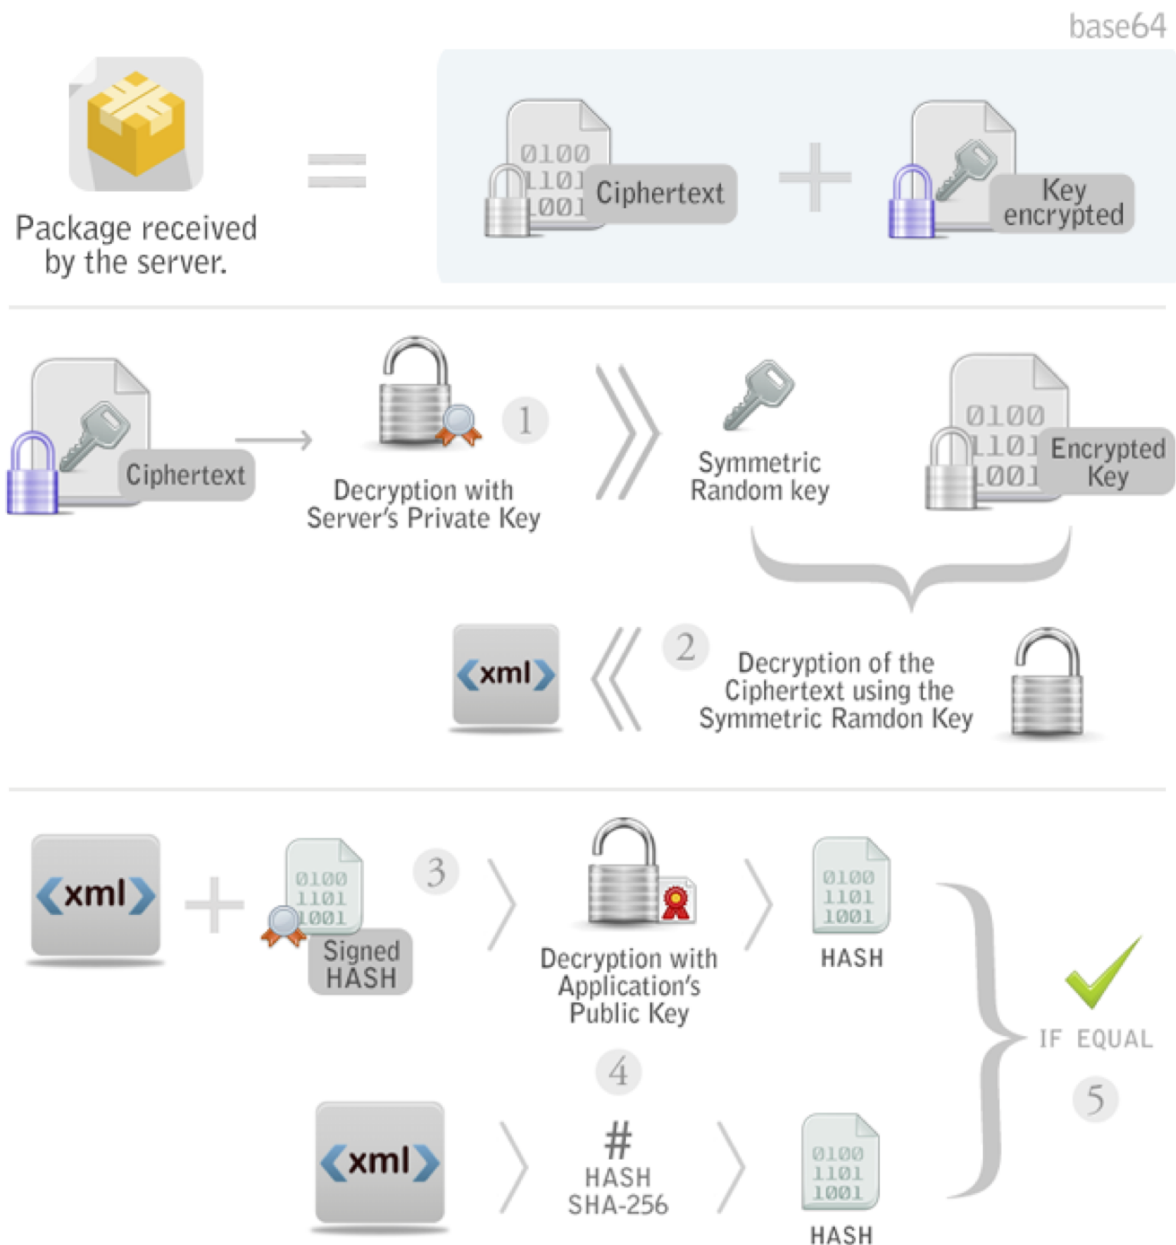 base64
0100
1101
1001
Ciphertext
Key
encrypted
Package received
by the server.
Ciphertext
1
Decryption with
Server's Private Key
Symmetric
Random key
0100
1101
1001
Encrypted
Key
xml
2
Decryption of the
Ciphertext using the
Symmetric Ramdon Key
xml
0100
1101
1001
Signed
HASH
3
Decryption with
Application's
Public Key
0100
1101
1001
HASH
IF EQUAL
5
4
xml
#
HASH
SHA-256
0100
1101
1001
HASH